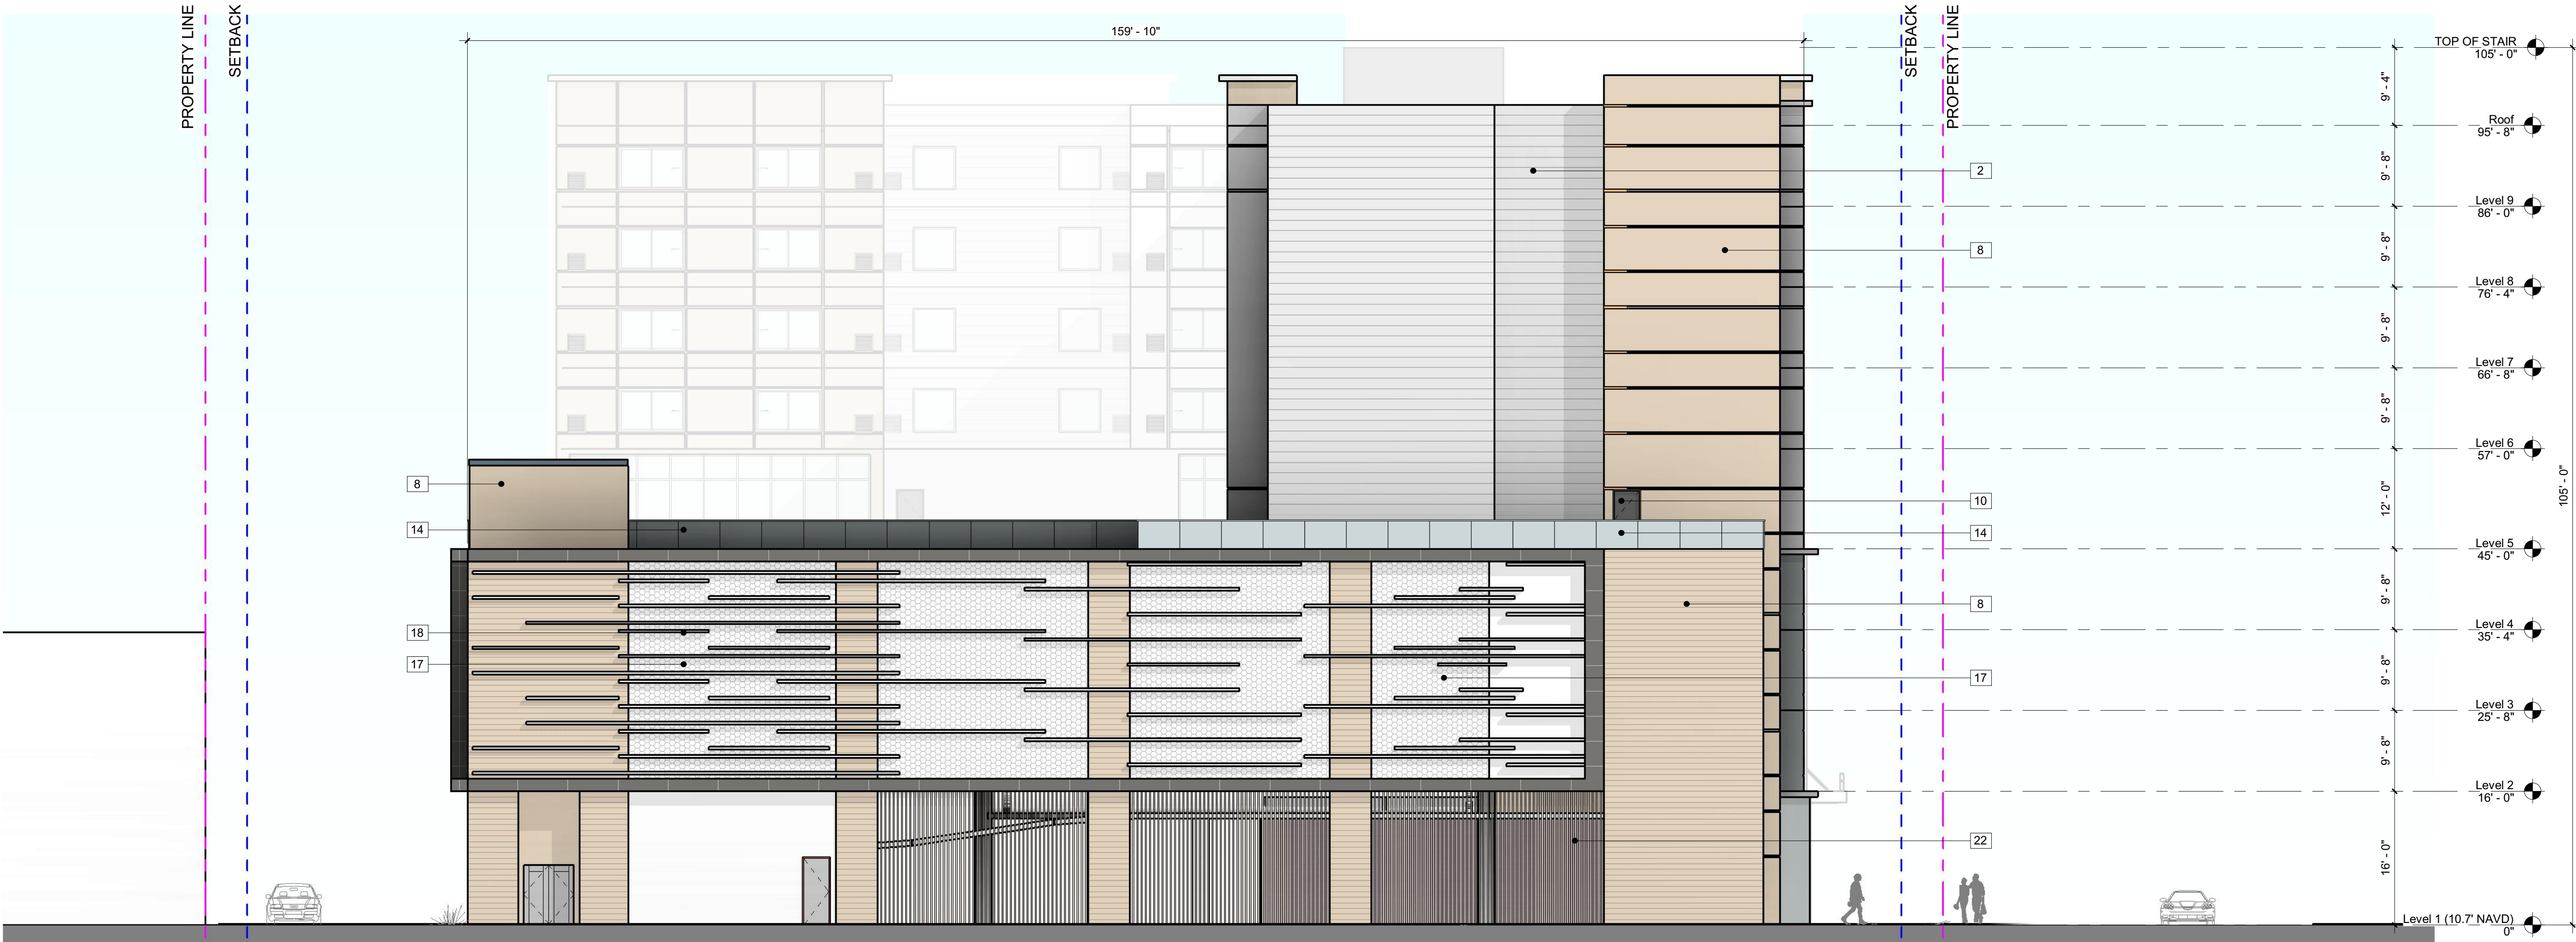 PROPERTY LINE
SETBACK
159' - 10"
SETBACK
PROPERTY LINE
TOP OF STAIR
105' - 0"
9' - 4"
Roof
95' - 8"
9' - 8"
2
Level 9
86' - 0"
9' - 8"
8
Level 8
76' - 4"
9' - 8"
Level 7
66' - 8"
9' - 8"
Level 6
57' - 0"
8
10
12' - 0"
105' - 0"
14
14
Level 5
45' - 0"
9' - 8"
8
18
Level 4
35' - 4"
17
17
9' - 8"
Level 3
25' - 8"
9' - 8"
Level 2
16' - 0"
22
16' - 0"
Level 1 (10.7' NAVD)
0"